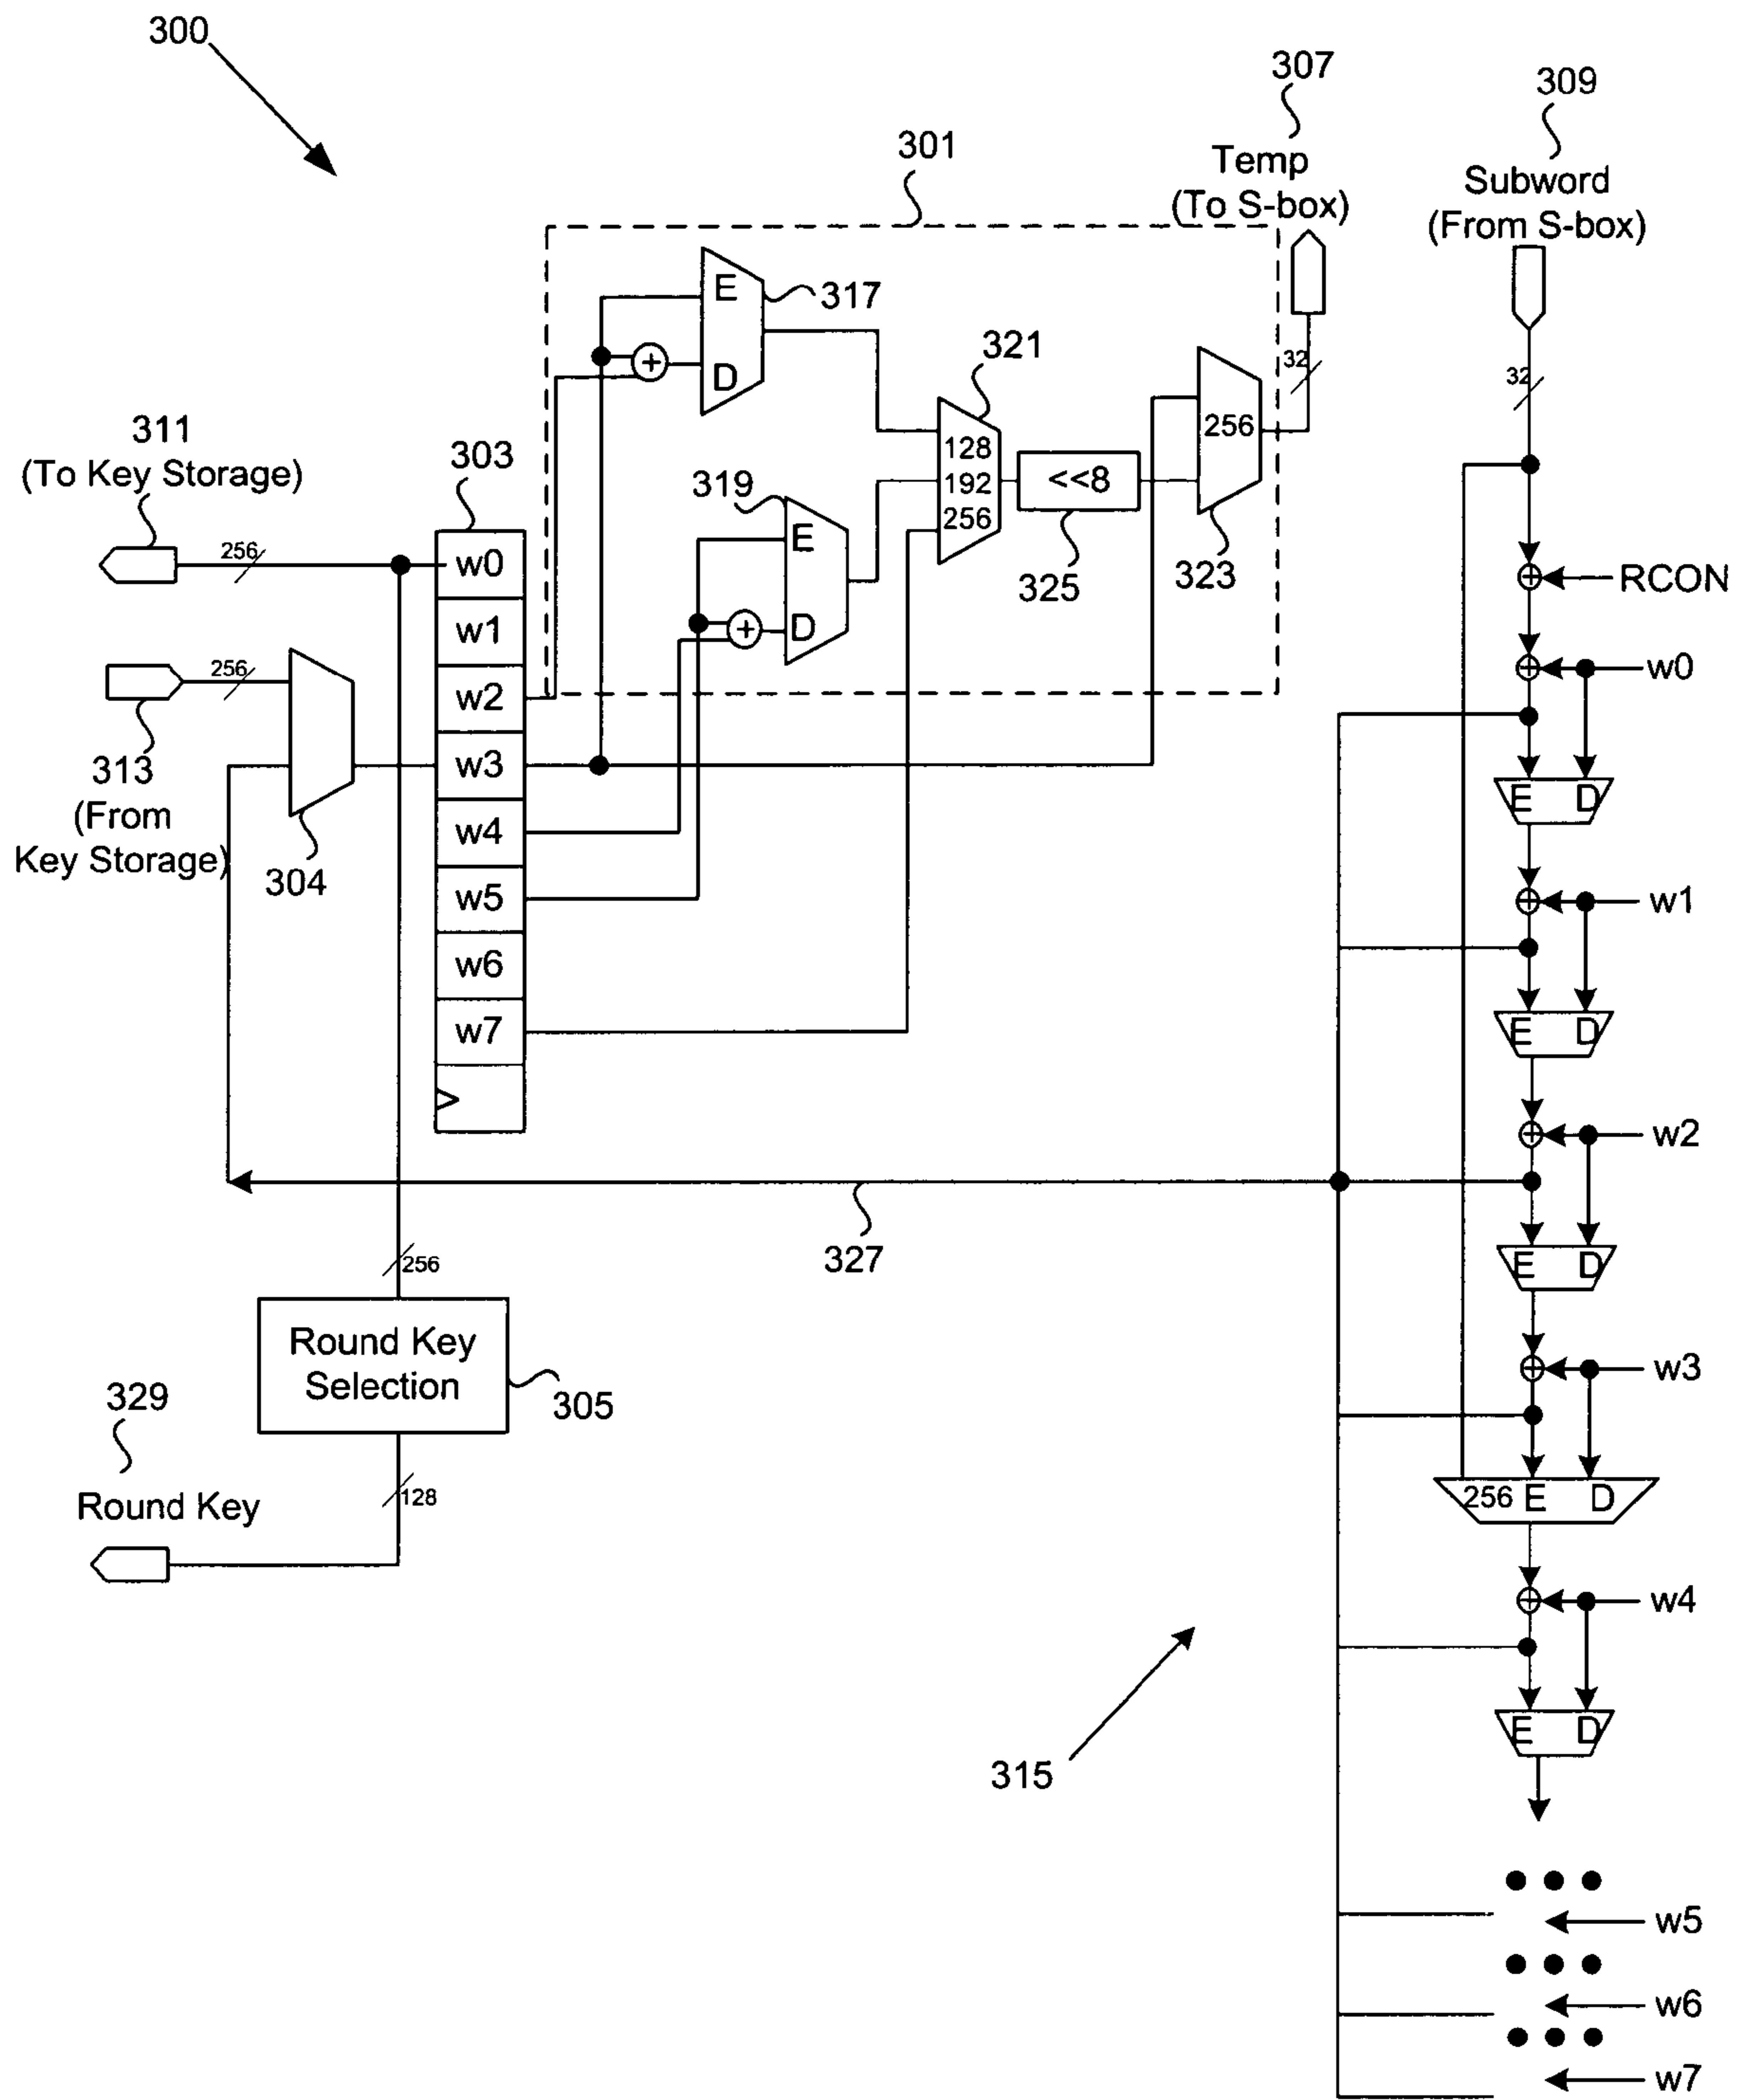 300
307
309
301
Temp
(To S-box)
Subword
(From S-box)
E
317
D
321
32
32
311
(To Key Storage)
303
128
192
256
<<8
256
319
E
D
325
323
256
w0
RCON
w1
256
w2
w0
313
(From
Key Storage)
304
w3
E D
w4
w5
w1
w6
w7
E D
>
w2
327
256
E D
Round Key
Selection
305
w3
329
Round Key
128
256 E D
w4
315
E D
w5
w6
w7